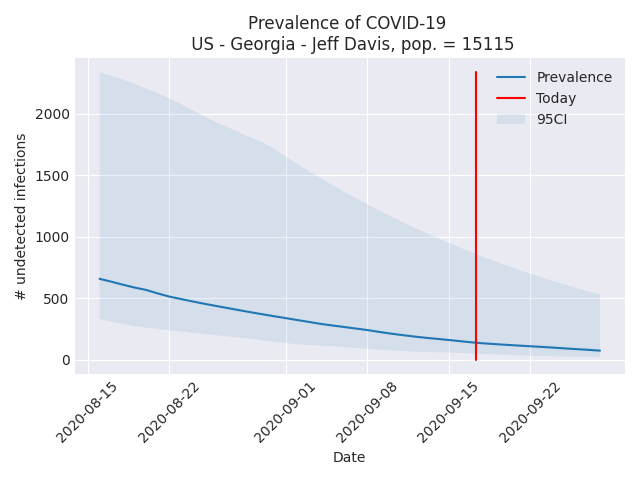 Prevalence of COVID-19
US - Georgia - Jeff Davis, pop. = 15115
Prevalence
Today
95CI
# undetected infections
2000
1500
1000
500
0
2020-08-15
2020-08-22
2020-09-01
2020-09-08
2020-09-15
2020-09-22
Date